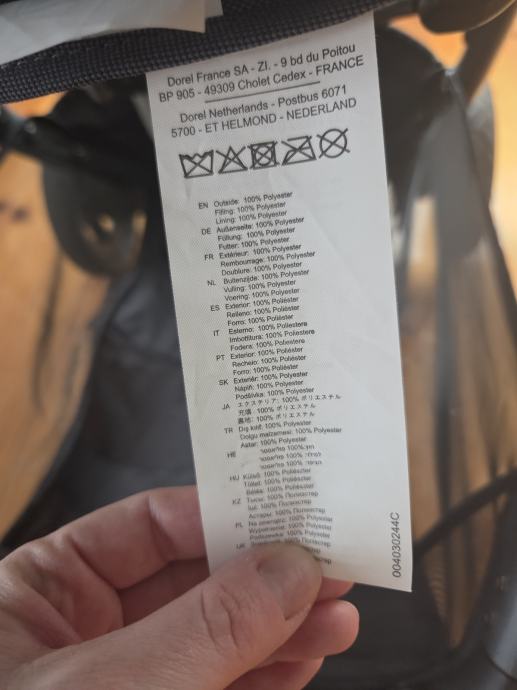 Dorel France SA - ZI. - 9 bd du Poitou
BP 905 - 49309 Cholet Cedex - FRANCE
Dorel Netherlands - Postbus 6071
5700 - ET HELMOND - NEDERLAND
EN Outside: 100% Polyester
Filling: 100% Polyester
Lining: 100% Polyester
DE Außenseite: 100% Polyester
Füllung: 100% Polyester
Futter: 100% Polyester
FR Extérieur: 100% Polyester
Rembourrage: 100% Polyester
Doublure: 100% Polyester
NL Buitenzijde: 100% Polyester
Vulling: 100% Polyester
Voering: 100% Polyester
ES Exterior: 100% Poliéster
Relleno: 100% Poliéster
Forro: 100% Poliéster
IT Esterno: 100% Poliestere
Imbottitura: 100% Poliestere
Fodera: 100% Poliestere
PT Exterior: 100% Poliéster
Recheio: 100% Poliéster
Forro: 100% Poliéster
SK Exteriér: 100% Polyester
Náplň: 100% Polyester
Podšívka: 100% Polyester
JA エクステリア: 100% ポリエステル
充填: 100% ポリエステル
裏地: 100% ポリエステル
TR Dış kılıf: 100% Polyester
Dolgu malzemesi: 100% Polyester
Astar: 100% Polyester
HE
HU Külső: 100% Poliészter
Töltet: 100% Poliészter
Bélés: 100% Poliészter
KZ Тысы: 100% Полиэстер
Іші: 100% Полиэстер
Астары: 100% Полиэстер
PL Na zewnątrz: 100% Polyester
Wypełnienie: 100% Polyester
Podszewka: 100% Polyester
UK
004030244C